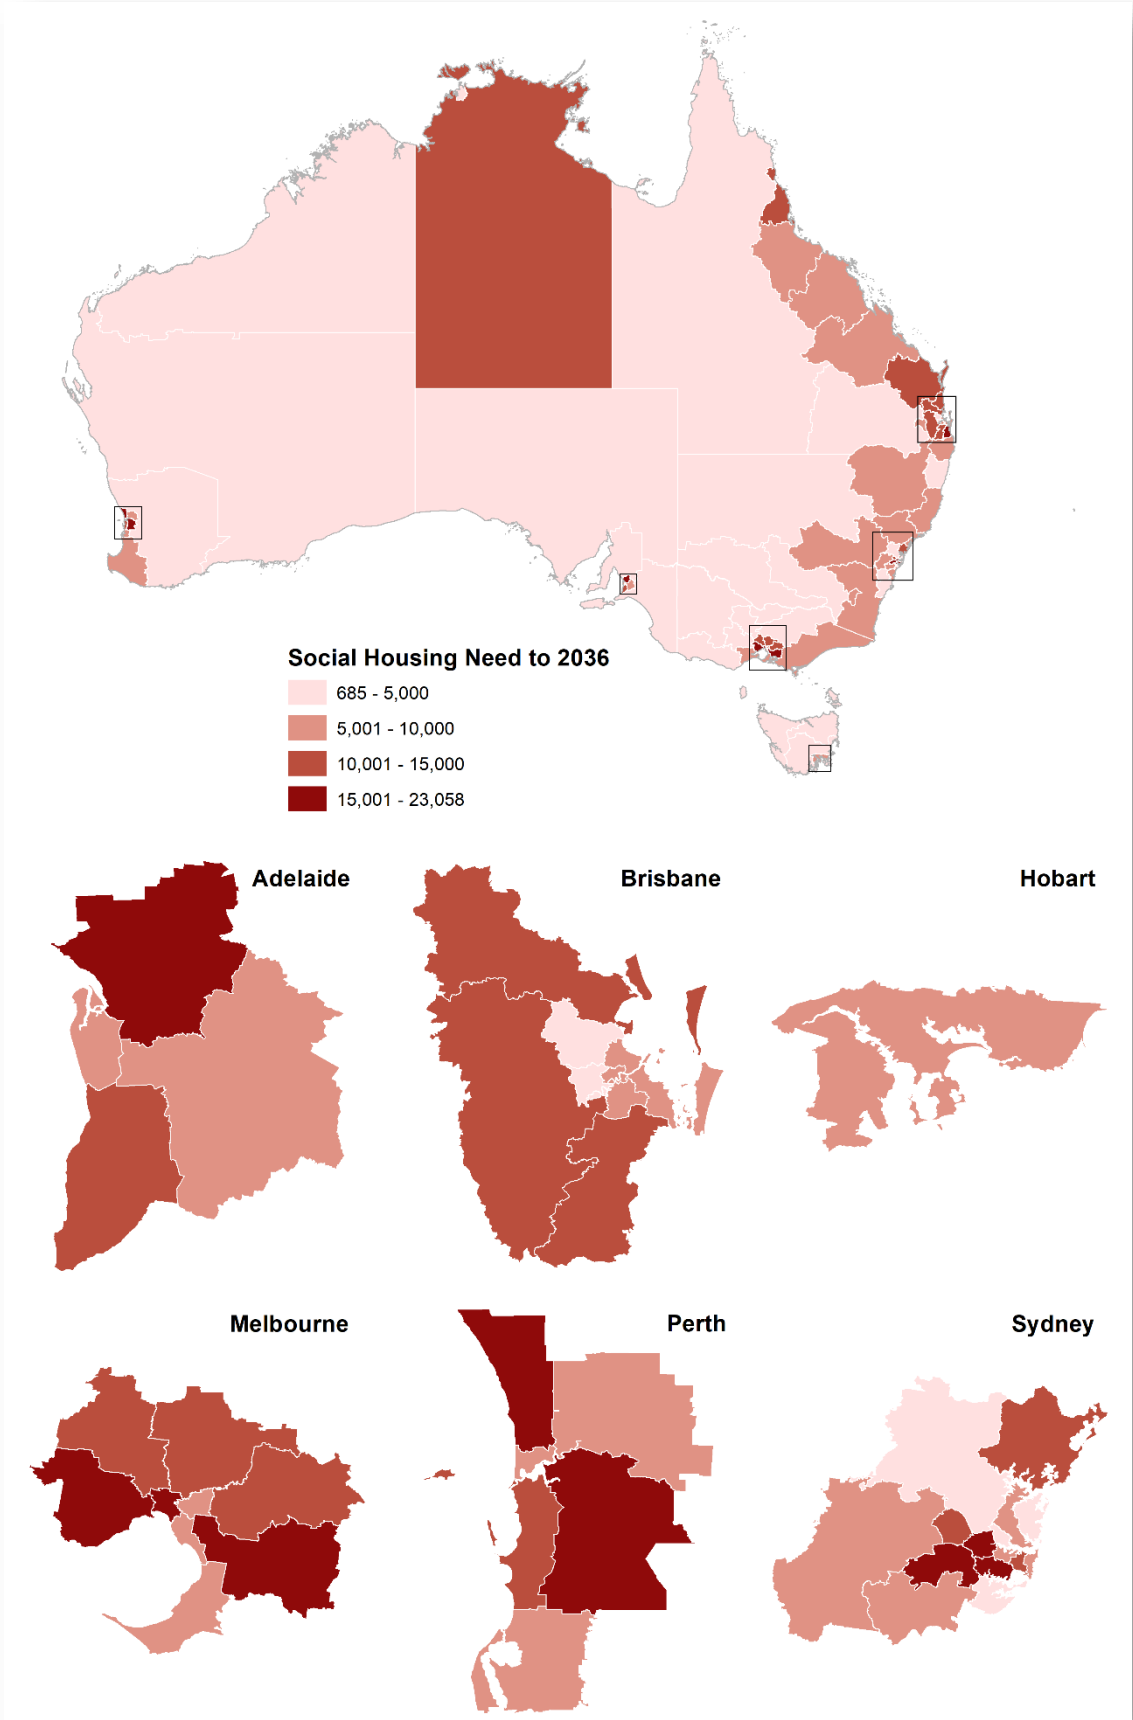 Social Housing Need to 2036
685 - 5,000
5,001 - 10,000
10,001 - 15,000
15,001 - 23,058
Adelaide
Brisbane
Hobart
Melbourne
Perth
Sydney